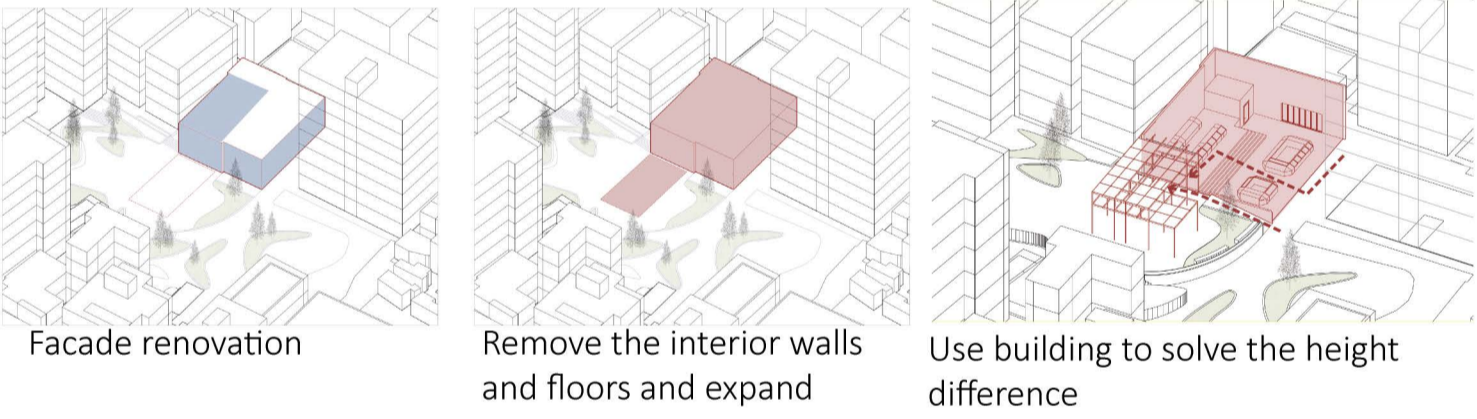 Facade renovation
Remove the interior walls
and floors and expand
Use building to solve the height
difference